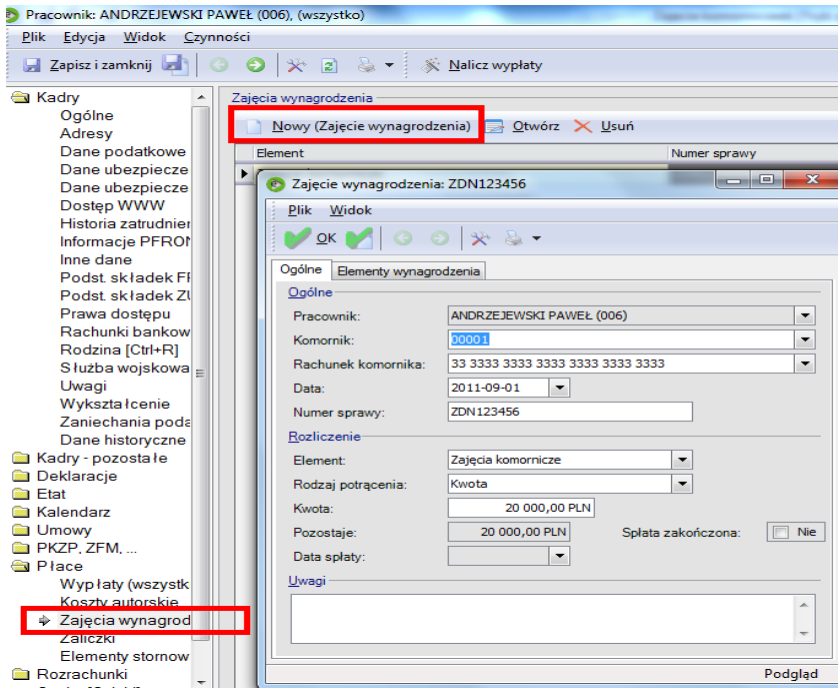 Pracownik: ANDRZEJEWSKI PAWEŁ (006), (wszystko)
Plik Edycja Widok Czynności
Zapisz i zamknij Nalicz wypłaty
Kadry
Ogólne
Adresy
Dane podatkowe
Dane ubezpiecze
Dane ubezpiecze
Dostęp WWW
Historia zatrudnier
Informacje PFRON
Inne dane
Podst. składek FF
Podst. składek ZU
Prawa dostępu
Rachunki bankow
Rodzina [Ctrl+R]
Służba wojskowa
Uwagi
Wykształcenie
Zaniechania poda
Dane historyczne
Kadry - pozostałe
Deklaracje
Etat
Kalendarz
Umowy
PKZP, ZFM, ...
Płace
Wypłaty (wszystk
Koszty autorskie
Zajęcia wynagrod
Zaliczki
Elementy stornow
Rozrachunki
Zajęcia wynagrodzenia
Nowy (Zajęcie wynagrodzenia) Otwórz Usuń
Element Numer sprawy
Zajęcie wynagrodzenia: ZDN123456
Plik Widok
OK
Ogólne Elementy wynagrodzenia
Ogólne
Pracownik: ANDRZEJEWSKI PAWEŁ (006)
Komornik: 00001
Rachunek komornika: 33 3333 3333 3333 3333 3333 3333
Data: 2011-09-01
Numer sprawy: ZDN123456
Rozliczenie
Element: Zajęcia komornicze
Rodzaj potrącenia: Kwota
Kwota: 20 000,00 PLN
Pozostaje: 20 000,00 PLN Spłata zakończona: Nie
Data spłaty:
Uwagi
Podgląd